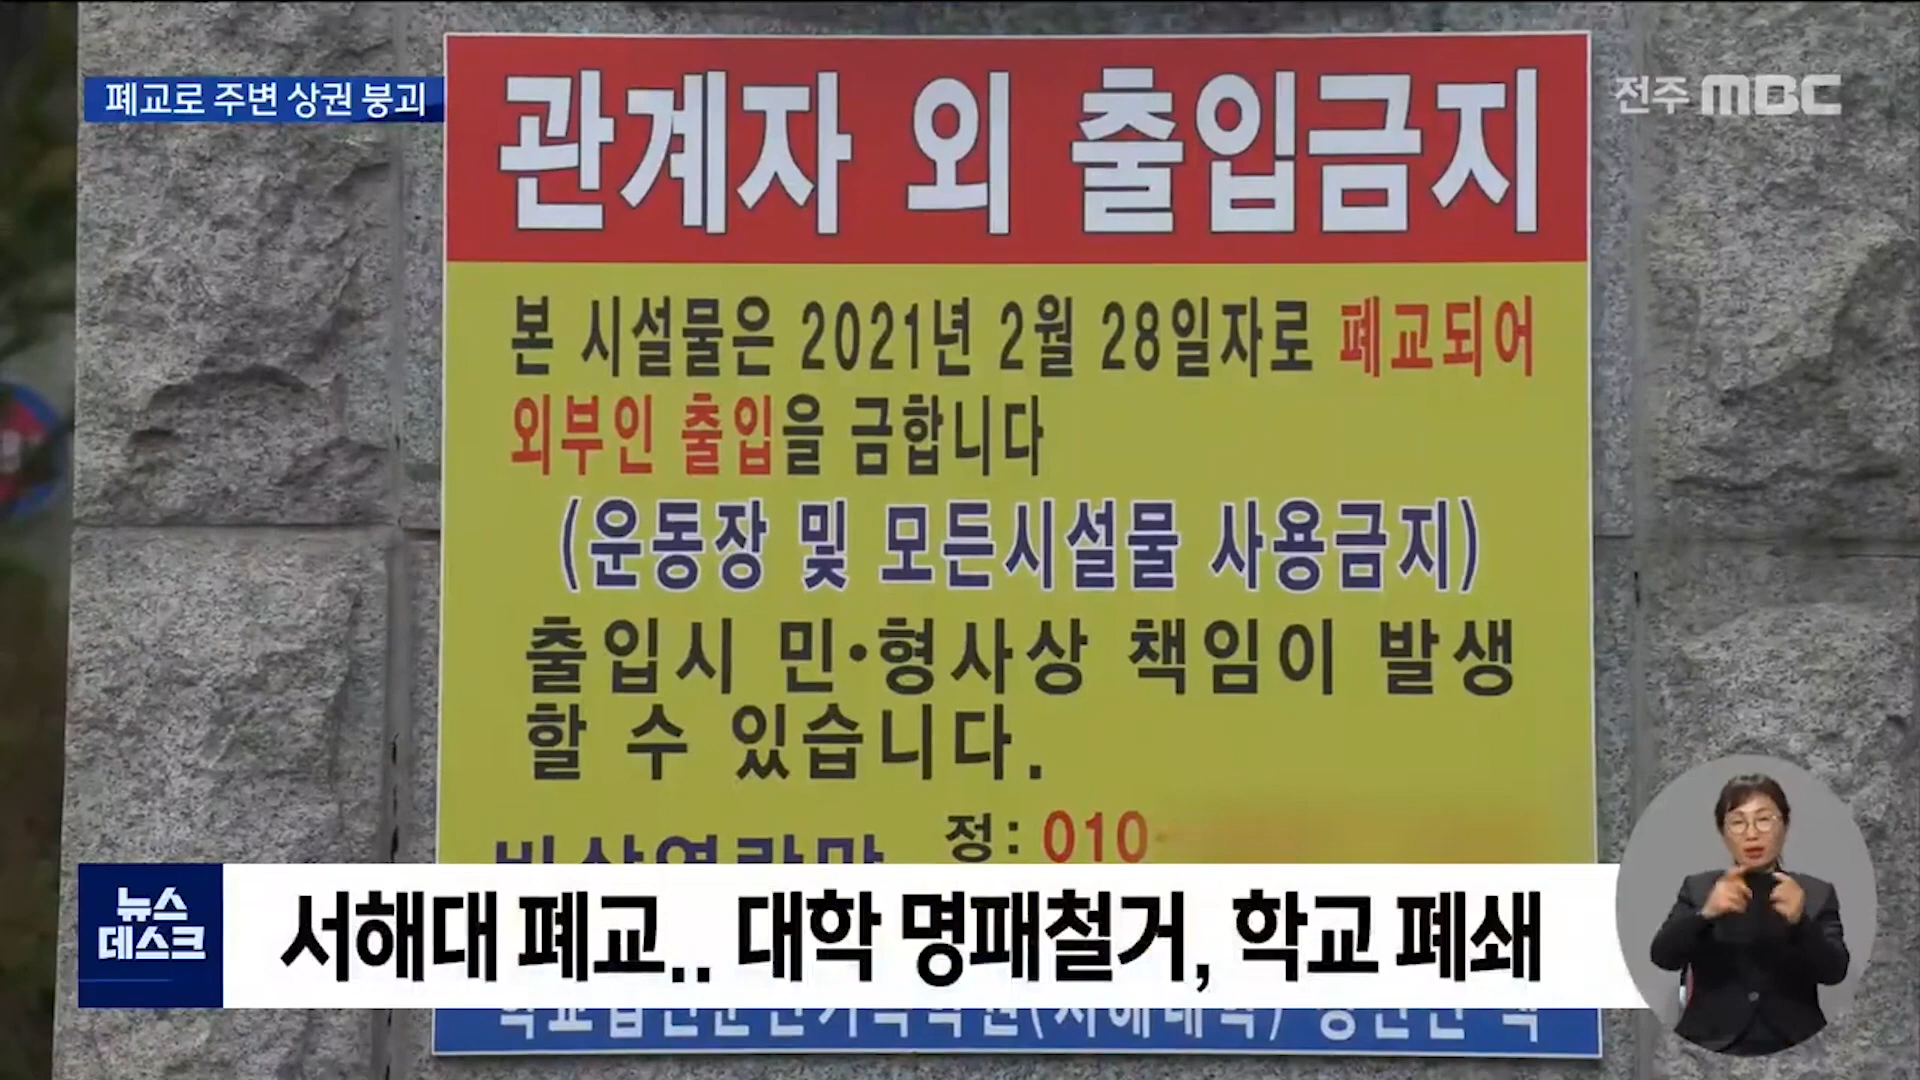 폐교로 주변 상권 붕괴
전주 MBC
관계자 외 출입금지
본 시설물은 2021년 2월 28일자로 폐교되어
외부인 출입을 금합니다
(운동장 및 모든시설물 사용금지)
출입시 민·형사상 책임이 발생
할 수 있습니다.
정: 010
뉴스
데스크
서해대 폐교.. 대학 명패철거, 학교 폐쇄